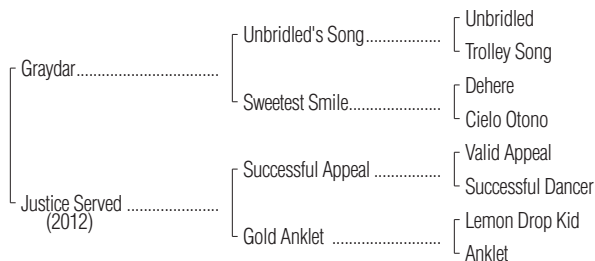 Unbridled
Unbridled's Song
Trolley Song
Graydar
Dehere
Sweetest Smile
Cielo Otono
Valid Appeal
Successful Appeal
Successful Dancer
Justice Served
(2012)
Lemon Drop Kid
Gold Anklet
Anklet